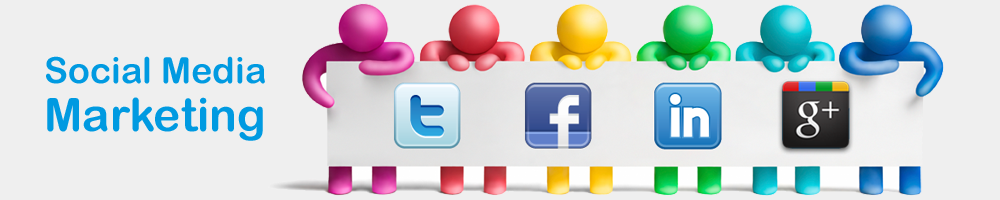 Social Media
Marketing
t
f
in
g+